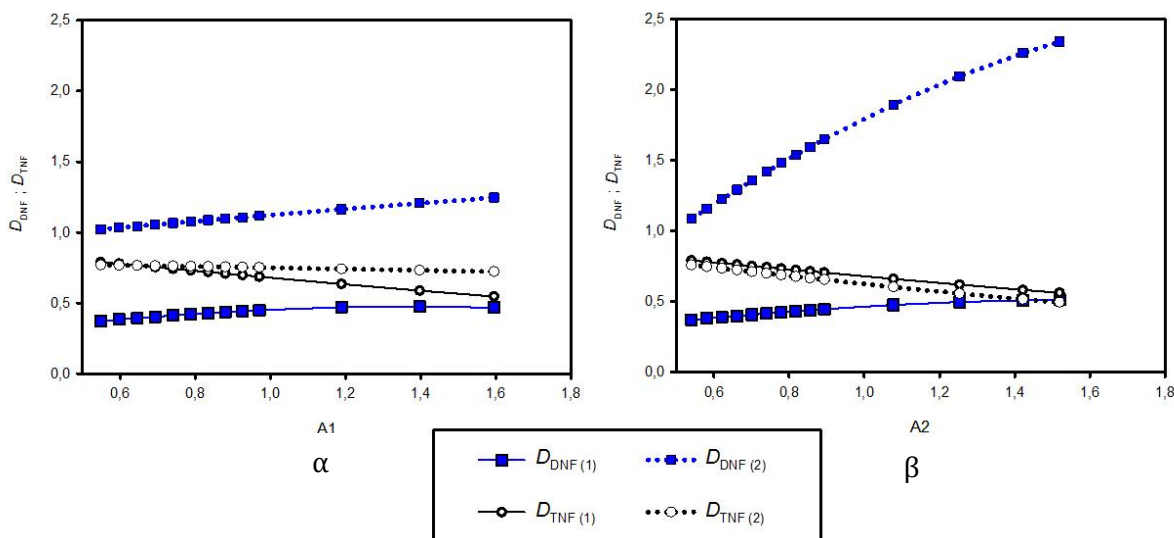 2,5
2,0
1,5
1,0
0,5
0,0
D_DNF ; D_TNF
0,6 0,8 1,0 1,2 1,4 1,6 1,8
A1
α
2,5
2,0
1,5
1,0
0,5
0,0
D_DNF ; D_TNF
0,6 0,8 1,0 1,2 1,4 1,6 1,8
A2
β
D_DNF (1) D_DNF (2)
D_TNF (1) D_TNF (2)